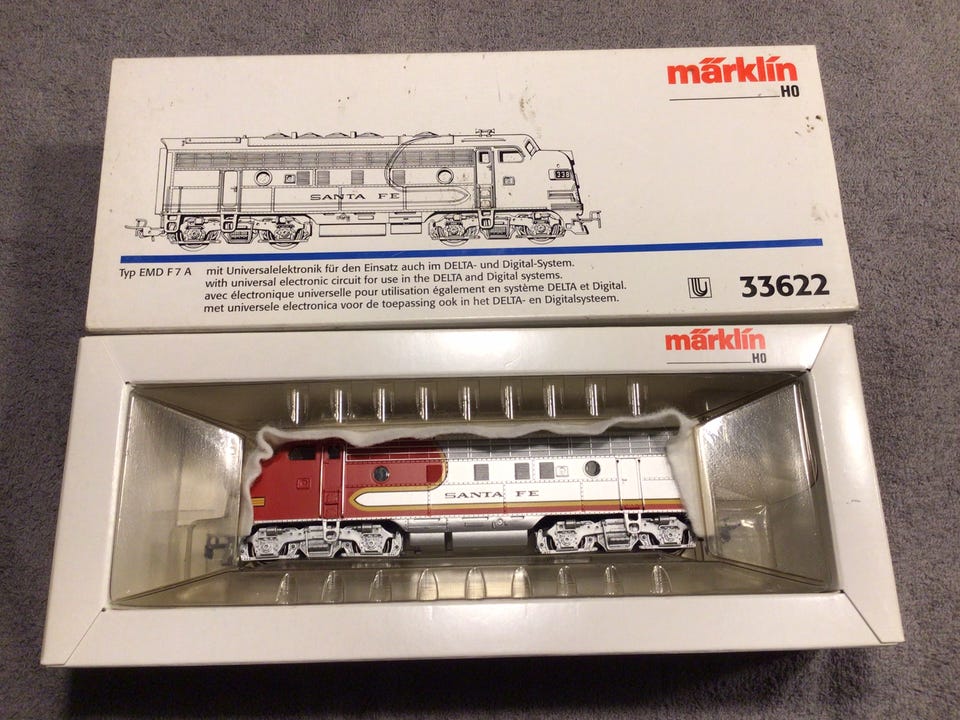 märklin
HO
338
SANTA FE
Typ EMD F 7 A
mit Universalelektronik für den Einsatz auch im DELTA- und Digital-System.
with universal electronic circuit for use in the DELTA and Digital systems.
avec électronique universelle pour utilisation également en système DELTA et Digital.
met universele electronica voor de toepassing ook in het DELTA- en Digitalsysteem.
U
33622
märklin
HO
SANTA FE